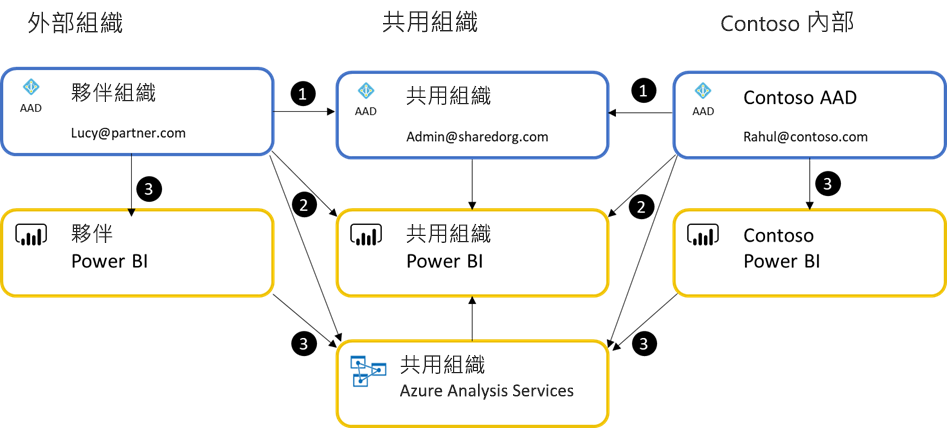 外部組織
共用組織
Contoso 內部
AAD
夥伴組織
Lucy@partner.com
1
AAD
共用組織
Admin@sharedorg.com
1
AAD
Contoso AAD
Rahul@contoso.com
3
2
2
3
夥伴
Power BI
共用組織
Power BI
Contoso
Power BI
3
3
共用組織
Azure Analysis Services